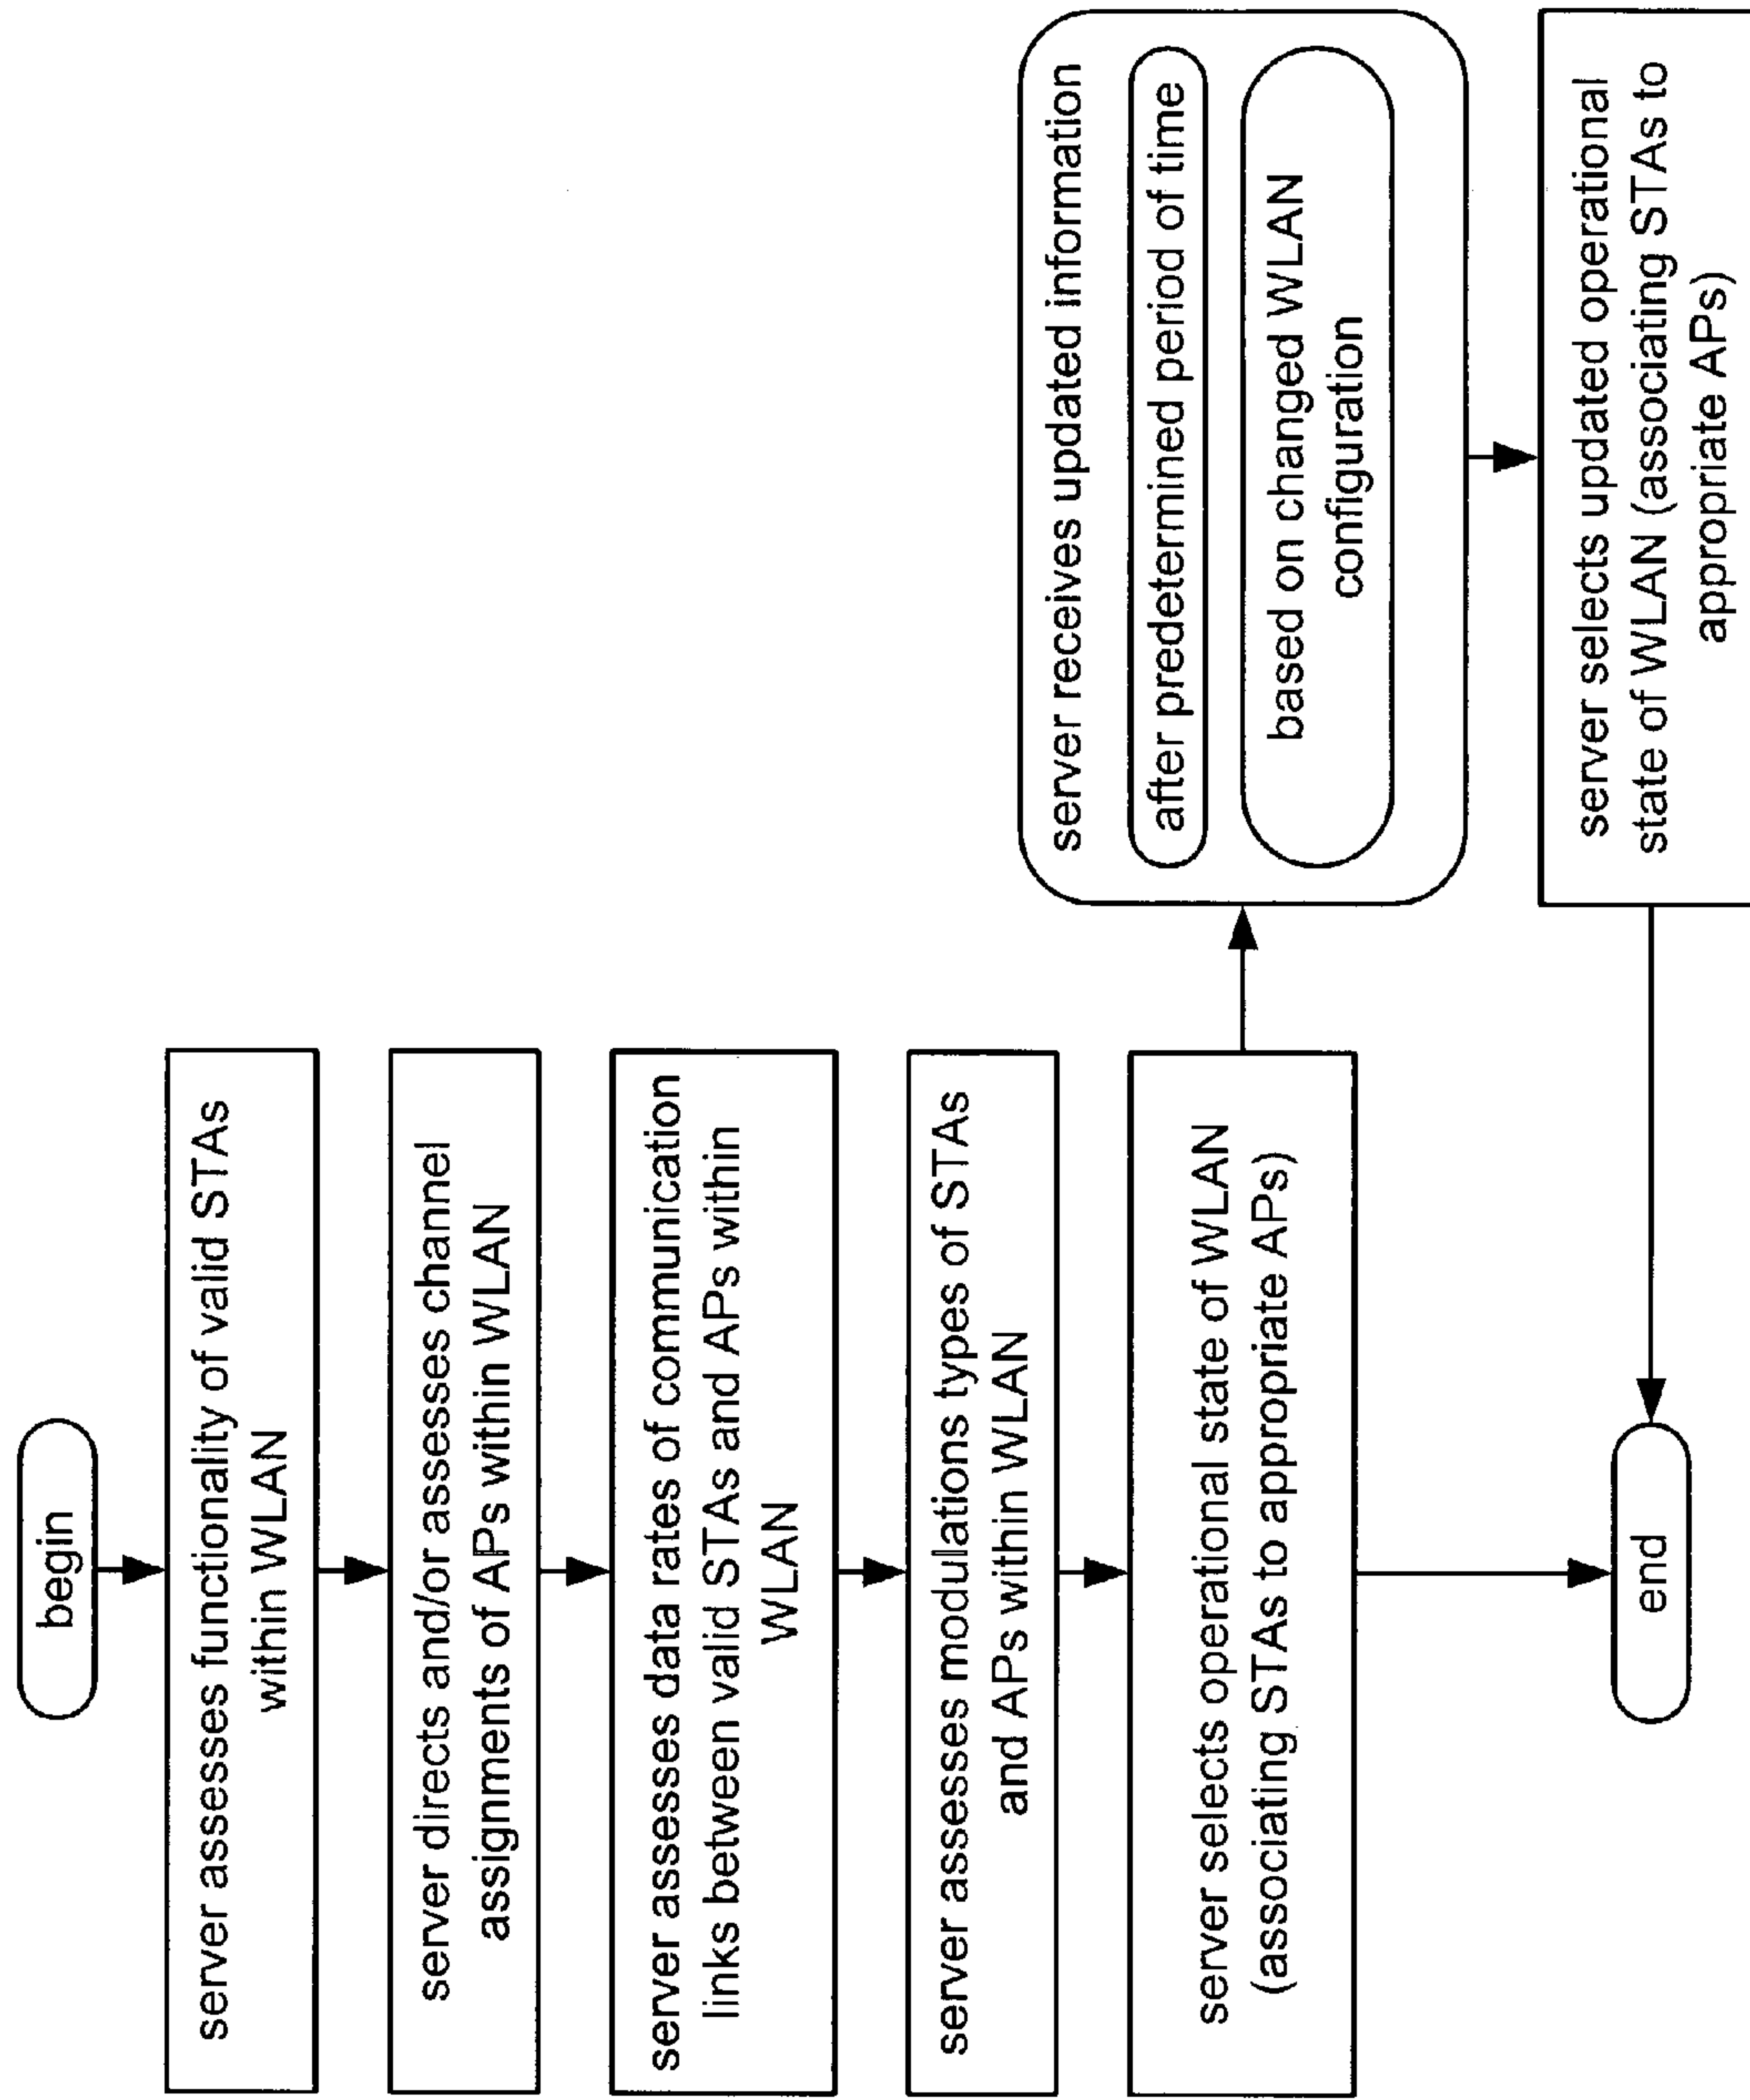 begin
server assesses functionality of valid STAs
within WLAN
server directs and/or assesses channel
assignments of APs within WLAN
server assesses data rates of communication
links between valid STAs and APs within
WLAN
server assesses modulations types of STAs
and APs within WLAN
server selects operational state of WLAN
(associating STAs to appropriate APs)
server receives updated information
after predetermined period of time
based on changed WLAN
configuration
server selects updated operational
state of WLAN (associating STAs to
appropriate APs)
end